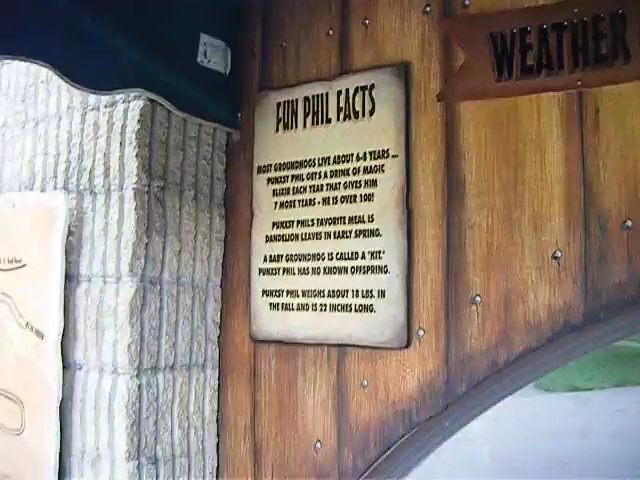 WEATHER
FUN PHIL FACTS
MOST GROUNDHOGS LIVE ABOUT 6-8 YEARS ...
PUNXSY PHIL GETS A DRINK OF MAGIC
ELIXIR EACH YEAR THAT GIVES HIM
7 MORE YEARS - HE IS OVER 100!
PUNXSY PHIL'S FAVORITE MEAL IS
DANDELION LEAVES IN EARLY SPRING.
A BABY GROUNDHOG IS CALLED A "KIT."
PUNXSY PHIL HAS NO KNOWN OFFSPRING.
PUNXSY PHIL WEIGHS ABOUT 18 LBS. IN
THE FALL AND IS 22 INCHES LONG.